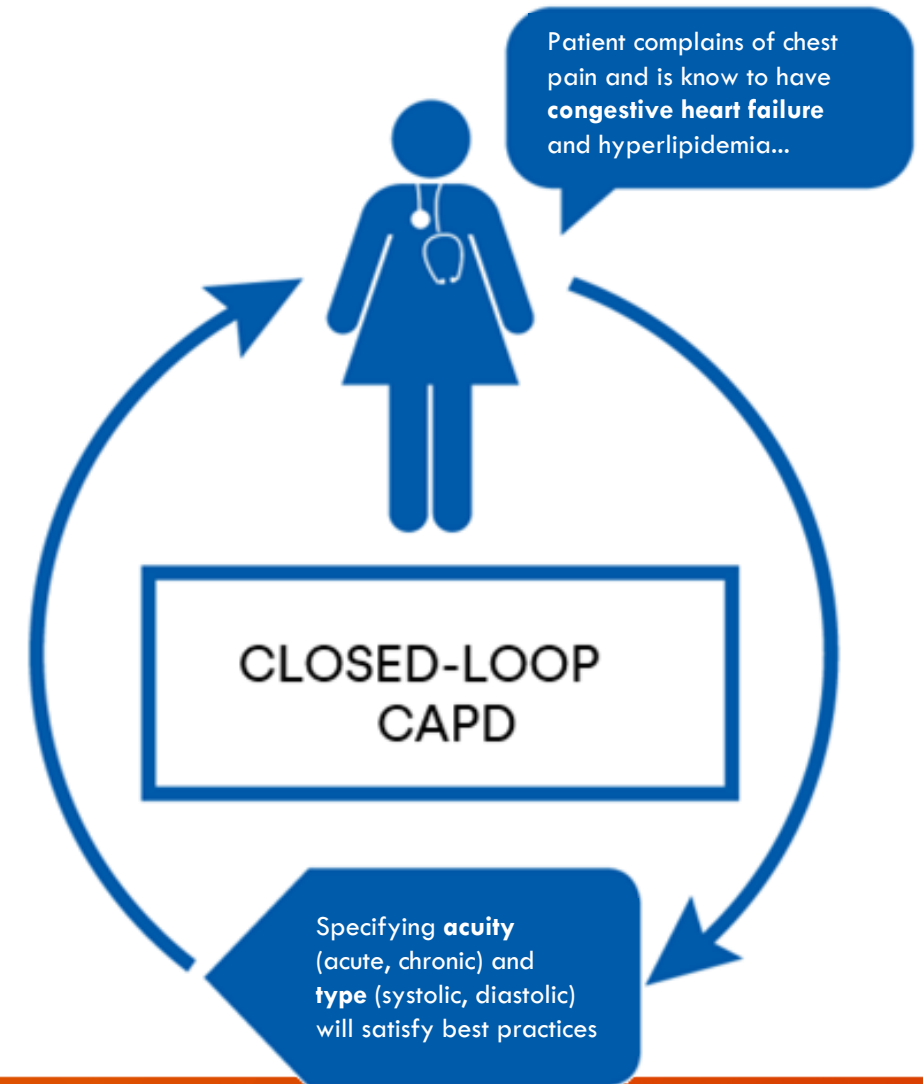 Patient complains of chest
pain and is know to have
congestive heart failure
and hyperlipidemia...
CLOSED-LOOP
CAPD
Specifying acuity
(acute, chronic) and
type (systolic, diastolic)
will satisfy best practices